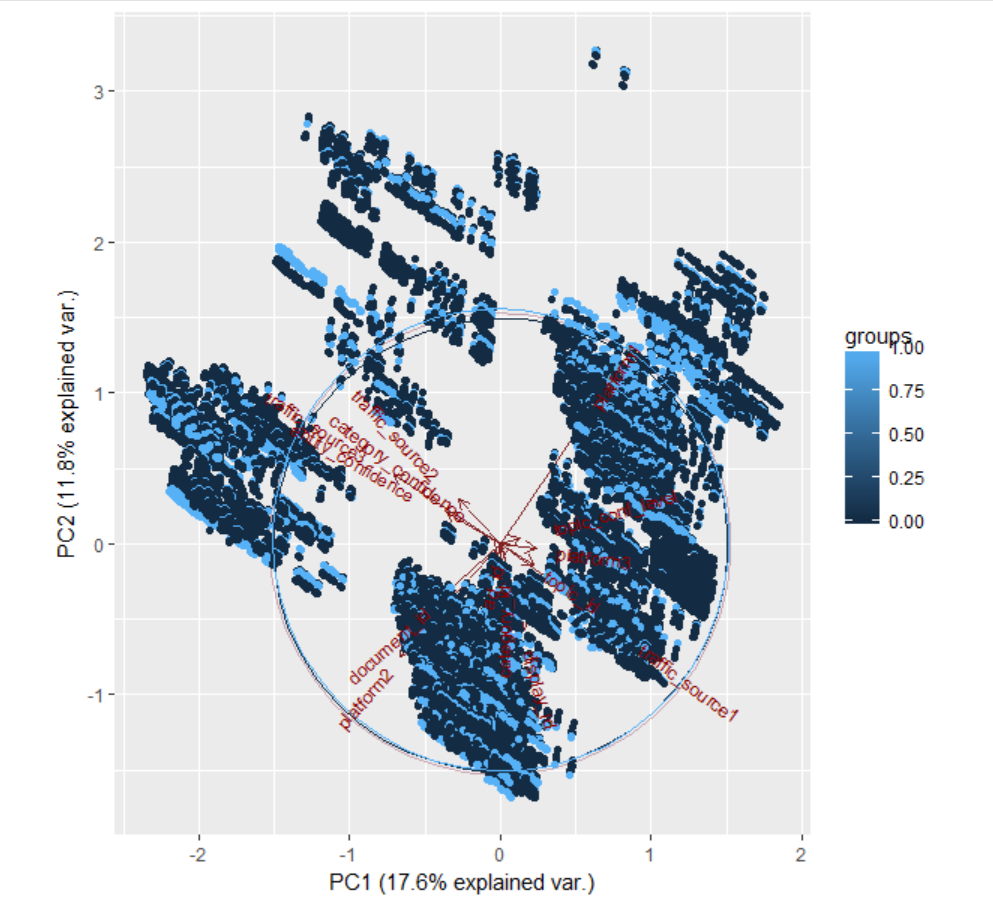 3
2
1
0
-1
-2
-1
0
1
2
PC2 (11.8% explained var.)
PC1 (17.6% explained var.)
groups
1.00
0.75
0.50
0.25
0.00
traffic_source2
category_confidence
traffic_source3
document_id
platform2
traffic_source1